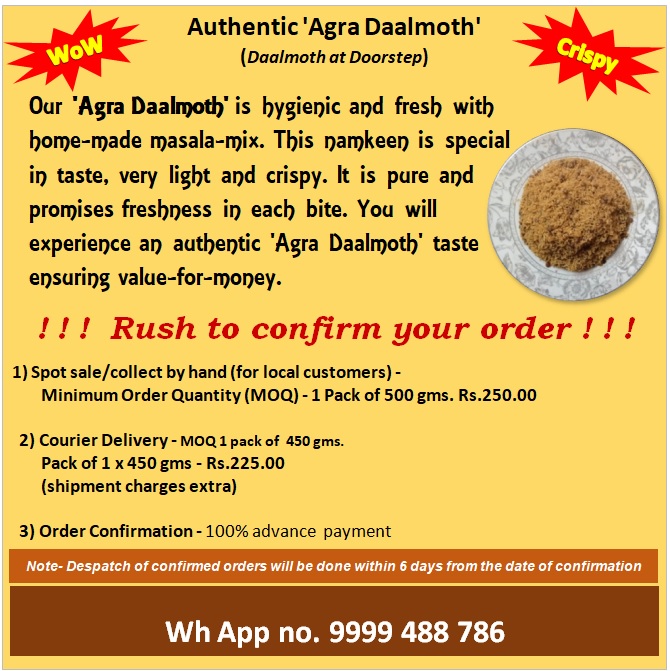 WoW
Authentic 'Agra Daalmoth'
Crispy
(Daalmoth at Doorstep)
Our 'Agra Daalmoth' is hygienic and fresh with
home-made masala-mix. This namkeen is special
in taste, very light and crispy. It is pure and
promises freshness in each bite. You will
experience an authentic 'Agra Daalmoth' taste
ensuring value-for-money.
! ! ! Rush to confirm your order ! ! !
1) Spot sale/collect by hand (for local customers) -
Minimum Order Quantity (MOQ) - 1 Pack of 500 gms. Rs.250.00
2) Courier Delivery - MOQ 1 pack of 450 gms.
Pack of 1 x 450 gms - Rs.225.00
(shipment charges extra)
3) Order Confirmation - 100% advance payment
Note- Despatch of confirmed orders will be done within 6 days from the date of confirmation
Wh App no. 9999 488 786